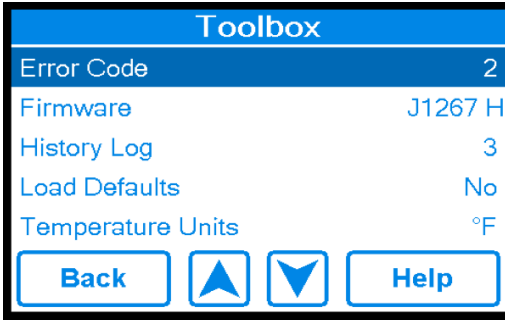 Toolbox
Error Code 2
Firmware J1267 H
History Log 3
Load Defaults No
Temperature Units °F
Back Help